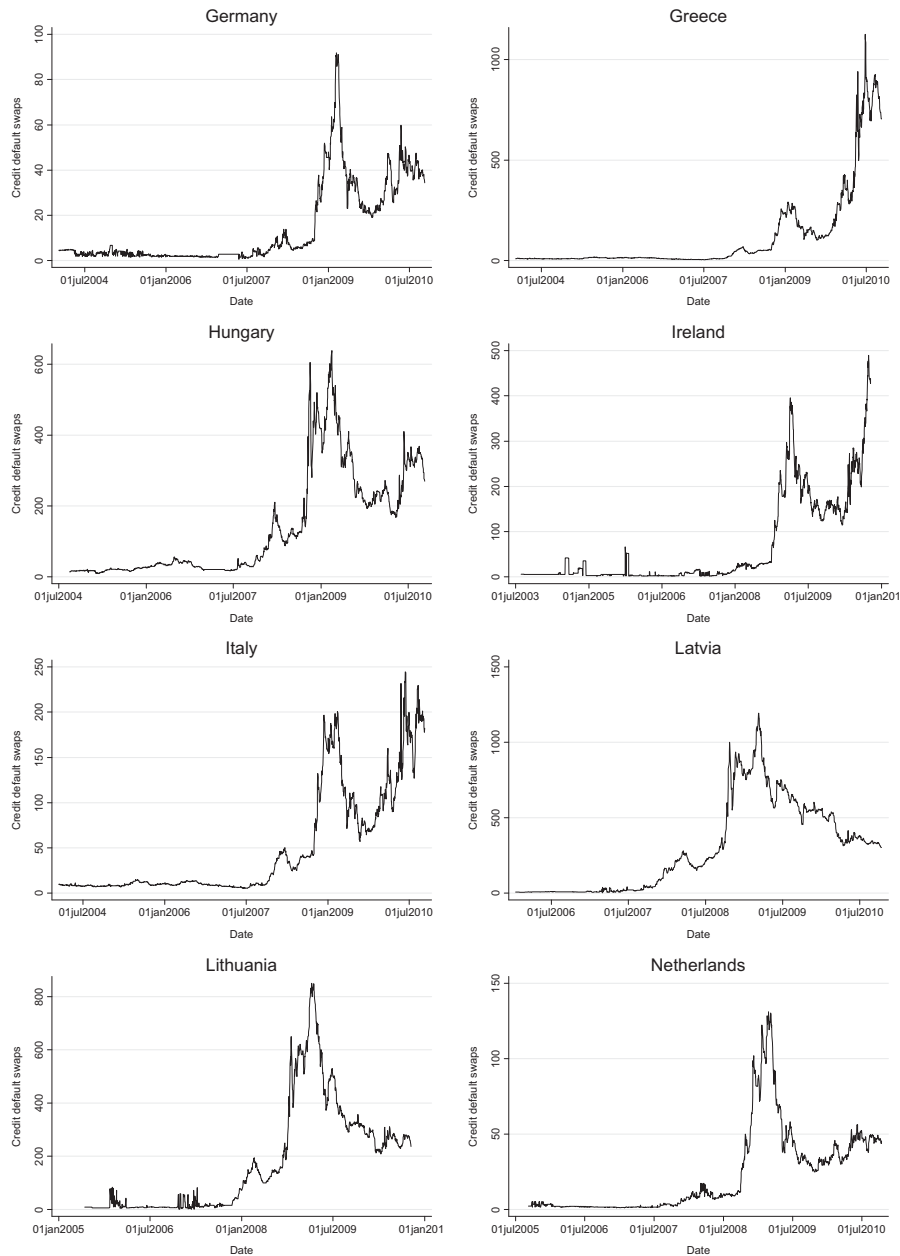 Germany
Credit default swaps
0 20 40 60 80 100
01jul2004 01jan2006 01jul2007 01jan2009 01jul2010
Date
Greece
Credit default swaps
0 500 1000
01jul2004 01jan2006 01jul2007 01jan2009 01jul2010
Date
Hungary
Credit default swaps
0 200 400 600
01jul2004 01jan2006 01jul2007 01jan2009 01jul2010
Date
Ireland
Credit default swaps
0 100 200 300 400 500
01jul2003 01jan2005 01jul2006 01jan2008 01jul2009 01jan201
Date
Italy
Credit default swaps
0 50 100 150 200 250
01jul2004 01jan2006 01jul2007 01jan2009 01jul2010
Date
Latvia
Credit default swaps
0 500 1000 1500
01jul2006 01jul2007 01jul2008 01jul2009 01jul2010
Date
Lithuania
Credit default swaps
0 200 400 600 800
01jan2005 01jul2006 01jan2008 01jul2009 01jan201
Date
Netherlands
Credit default swaps
0 50 100 150
01jul2005 01jul2006 01jul2007 01jul2008 01jul2009 01jul2010
Date